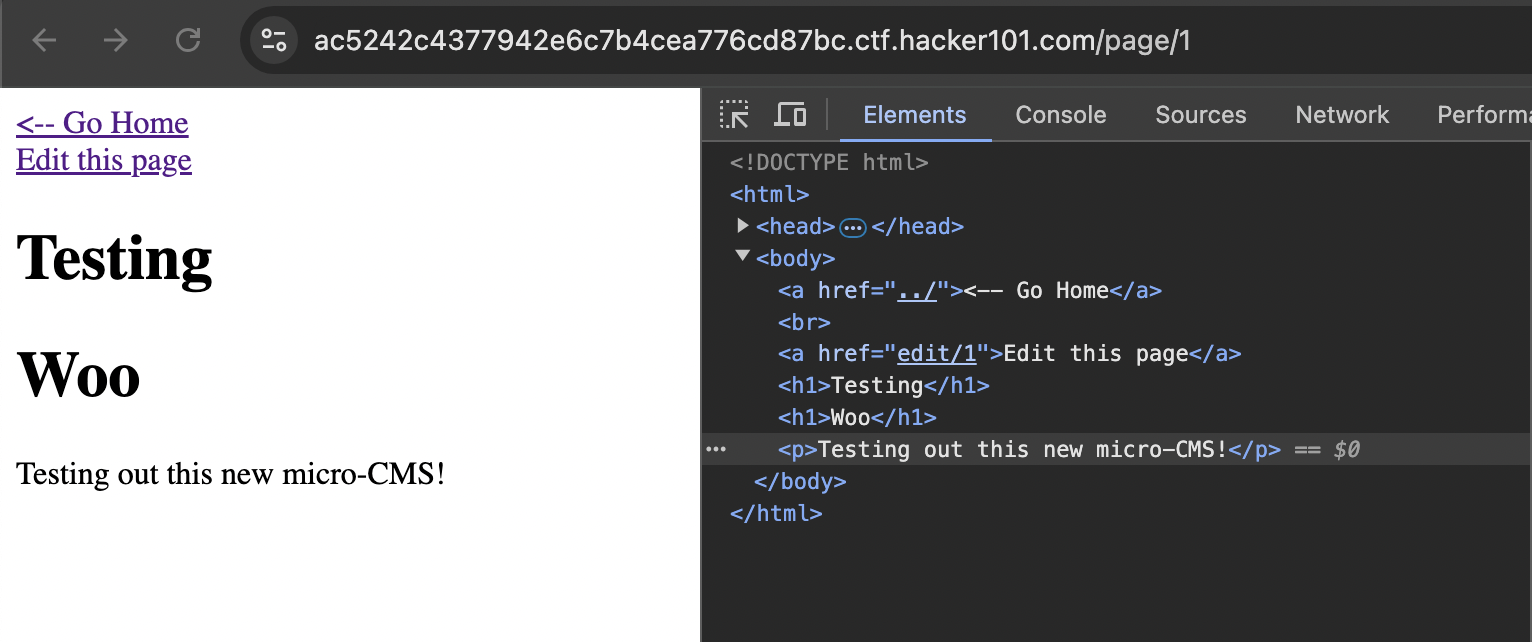 ac5242c4377942e6c7b4cea776cd87bc.ctf.hacker101.com/page/1
<-- Go Home
Edit this page
Testing
Woo
Testing out this new micro-CMS!
Elements Console Sources Network Performa
<!DOCTYPE html>
<html>
<head>…</head>
<body>
<a href="../"><-- Go Home</a>
<br>
<a href="edit/1">Edit this page</a>
<h1>Testing</h1>
<h1>Woo</h1>
<p>Testing out this new micro-CMS!</p> == $0
</body>
</html>